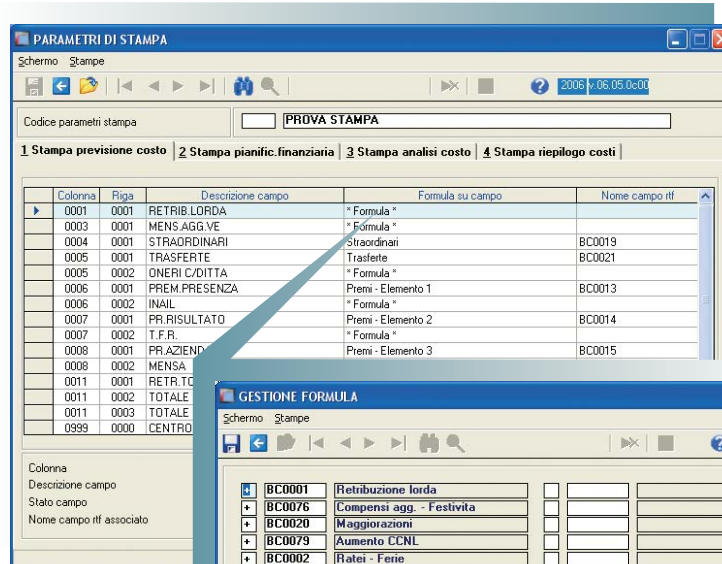 PARAMETRI DI STAMPA
Schermo Stampe
2006 v.06.05.0c00
Codice parametri stampa PROVA STAMPA
1 Stampa previsione costo 2 Stampa pianific.finanziaria 3 Stampa analisi costo 4 Stampa riepilogo costi
Colonna Riga Descrizione campo Formula su campo Nome campo rtf
0001 0001 RETRIB.LORDA * Formula *
0003 0001 MENS.AGG.VE * Formula *
0004 0001 STRAORDINARI Straordinari BC0019
0005 0001 TRASFERTE Trasferte BC0021
0005 0002 ONERI C/DITTA * Formula *
0006 0001 PREM.PRESENZA Premi - Elemento 1 BC0013
0006 0002 INAIL * Formula *
0007 0001 PR.RISULTATO Premi - Elemento 2 BC0014
0007 0002 T.F.R. * Formula *
0008 0001 PR.AZIEND Premi - Elemento 3 BC0015
0008 0002 MENSA
0011 0001 RETR.TO
0011 0002 TOTALE
0011 0003 TOTALE
0999 0000 CENTRO
Colonna
Descrizione campo
Stato campo
Nome campo rtf associato
GESTIONE FORMULA
Schermo Stampe
+ BC0001 Retribuzione lorda
+ BC0076 Compensi agg. - Festivita
+ BC0020 Maggiorazioni
+ BC0079 Aumento CCNL
+ BC0002 Ratei - Ferie